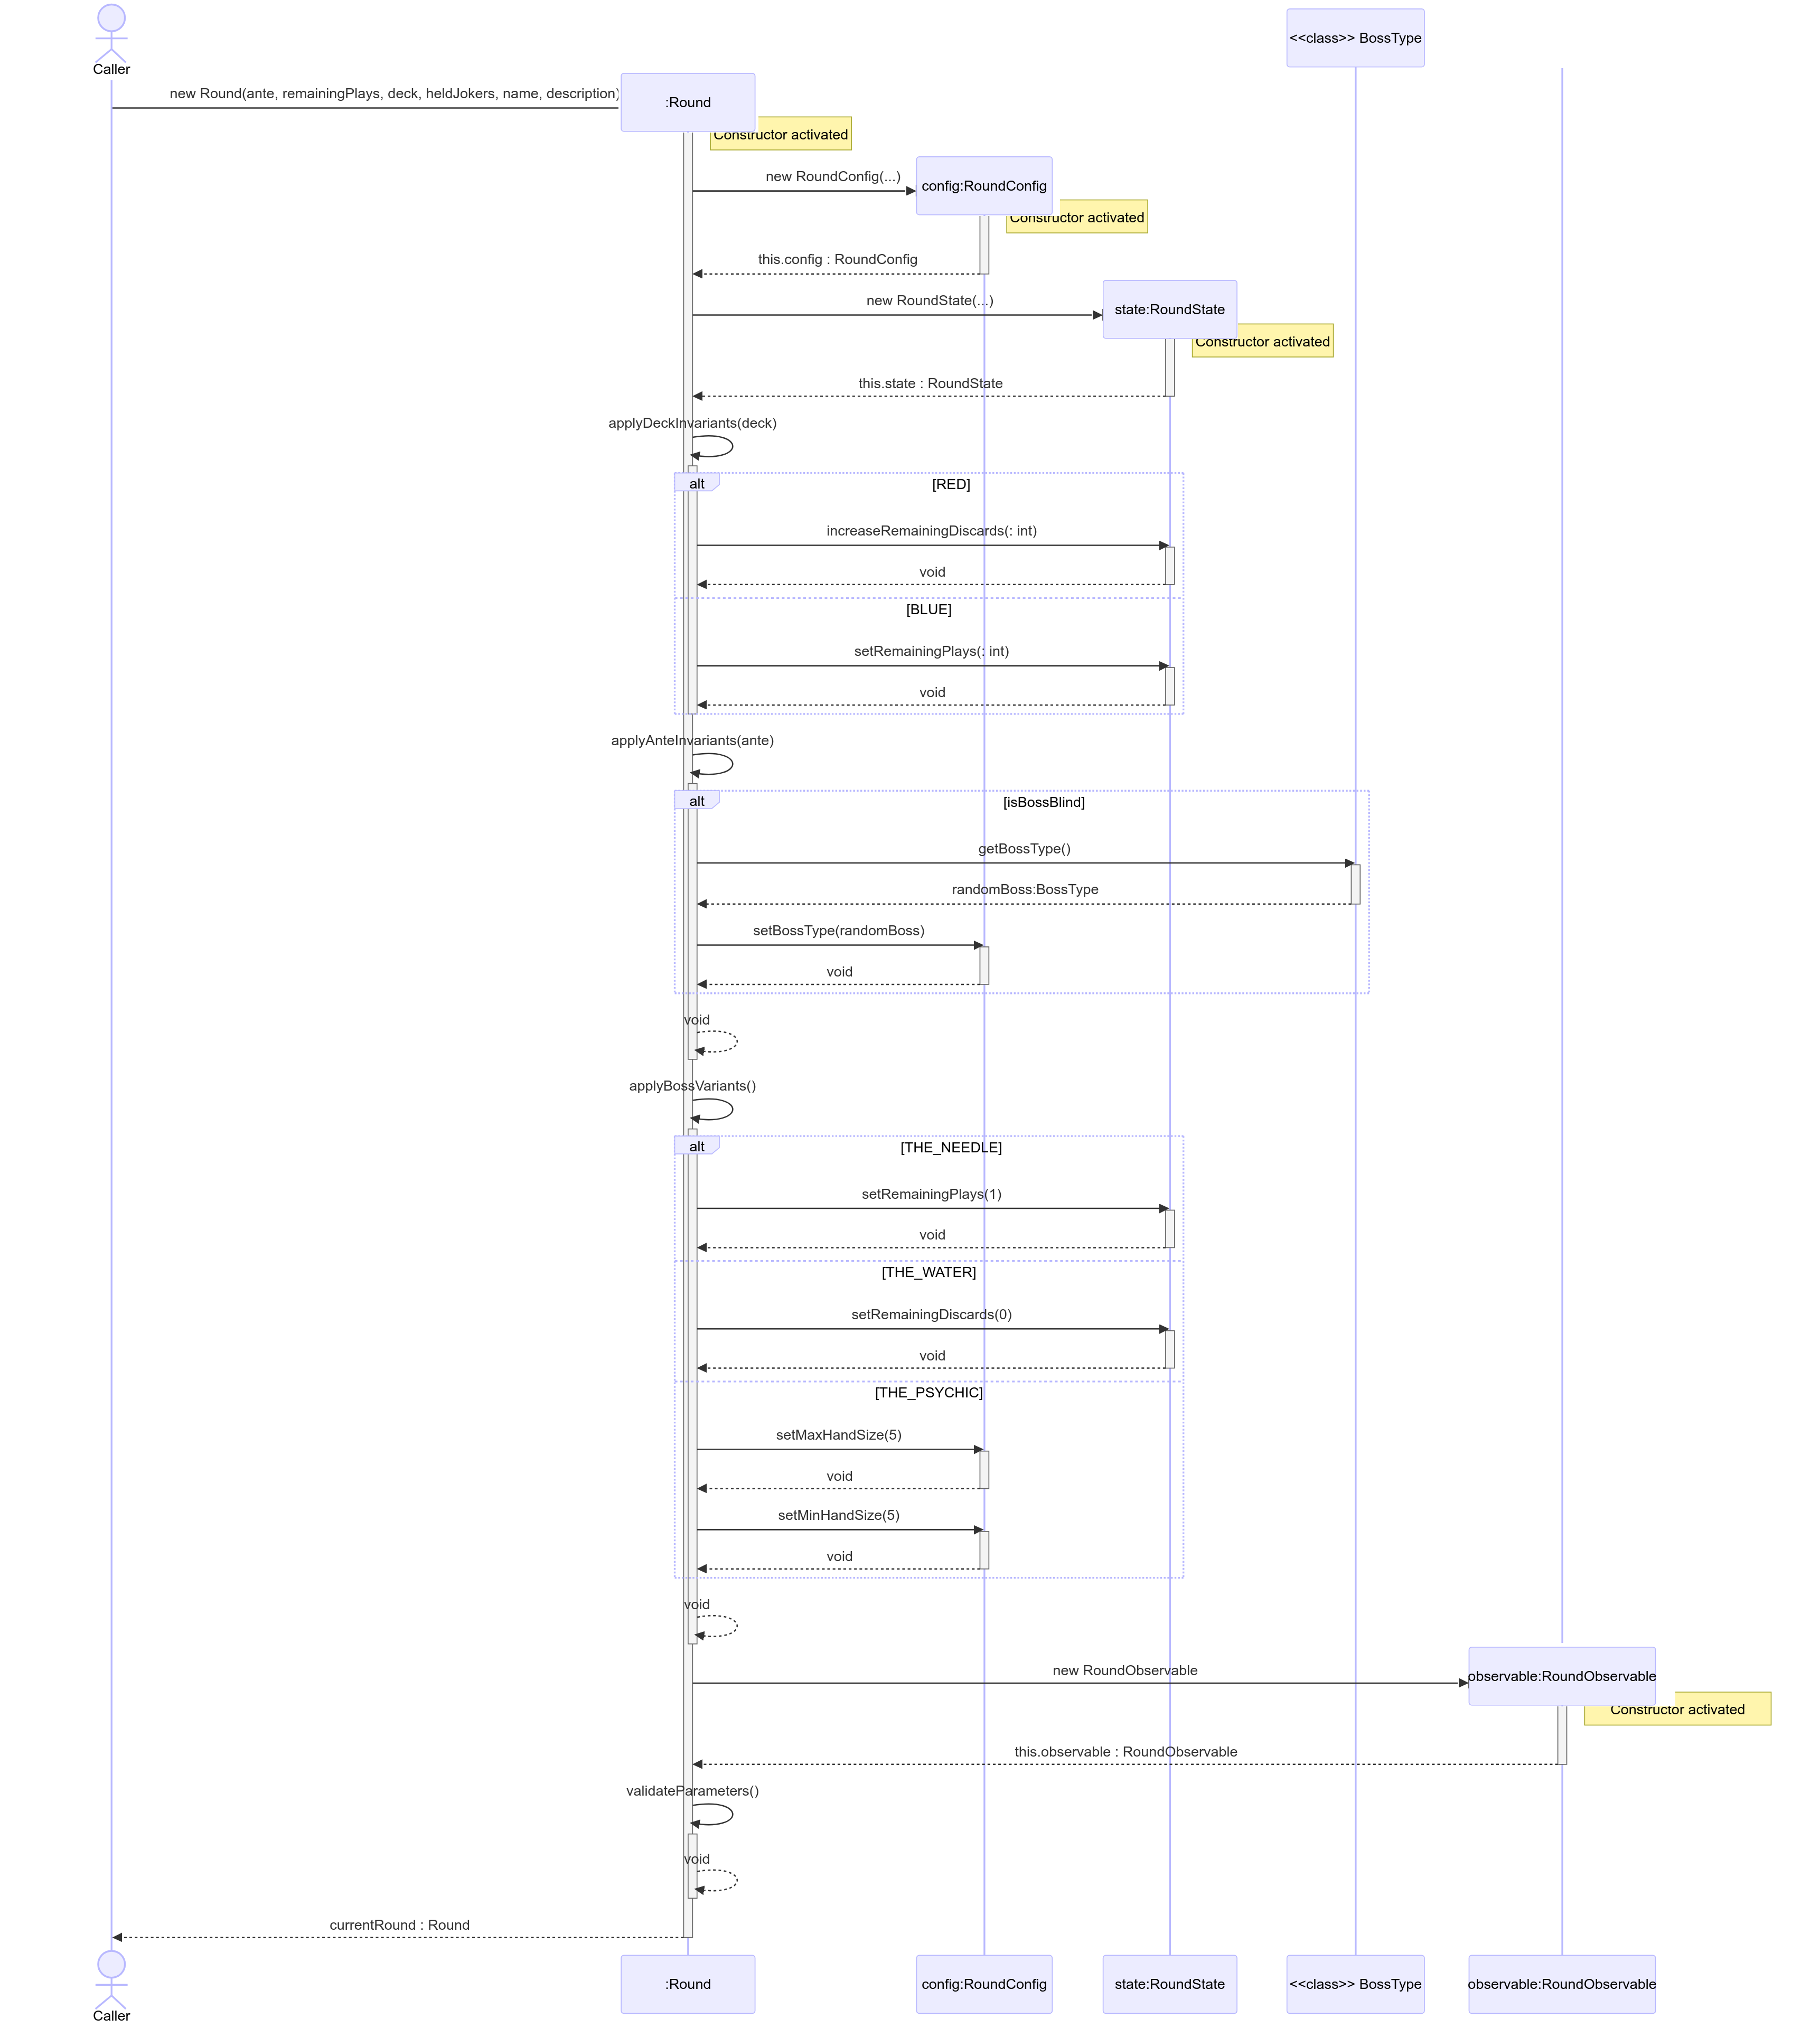 <<class>> BossType
Caller
new Round(ante, remainingPlays, deck, heldJokers, name, description)
:Round
Constructor activated
new RoundConfig(...)
config:RoundConfig
Constructor activated
this.config : RoundConfig
new RoundState(...)
state:RoundState
Constructor activated
this.state : RoundState
applyDeckInvariants(deck)
alt
[RED]
increaseRemainingDiscards(: int)
void
[BLUE]
setRemainingPlays(: int)
void
applyAnteInvariants(ante)
alt
[isBossBlind]
getBossType()
randomBoss:BossType
setBossType(randomBoss)
void
void
applyBossVariants()
alt
[THE_NEEDLE]
setRemainingPlays(1)
void
[THE_WATER]
setRemainingDiscards(0)
void
[THE_PSYCHIC]
setMaxHandSize(5)
void
setMinHandSize(5)
void
void
new RoundObservable
observable:RoundObservable
Constructor activated
this.observable : RoundObservable
validateParameters()
void
currentRound : Round
Caller
:Round
config:RoundConfig
state:RoundState
<<class>> BossType
observable:RoundObservable